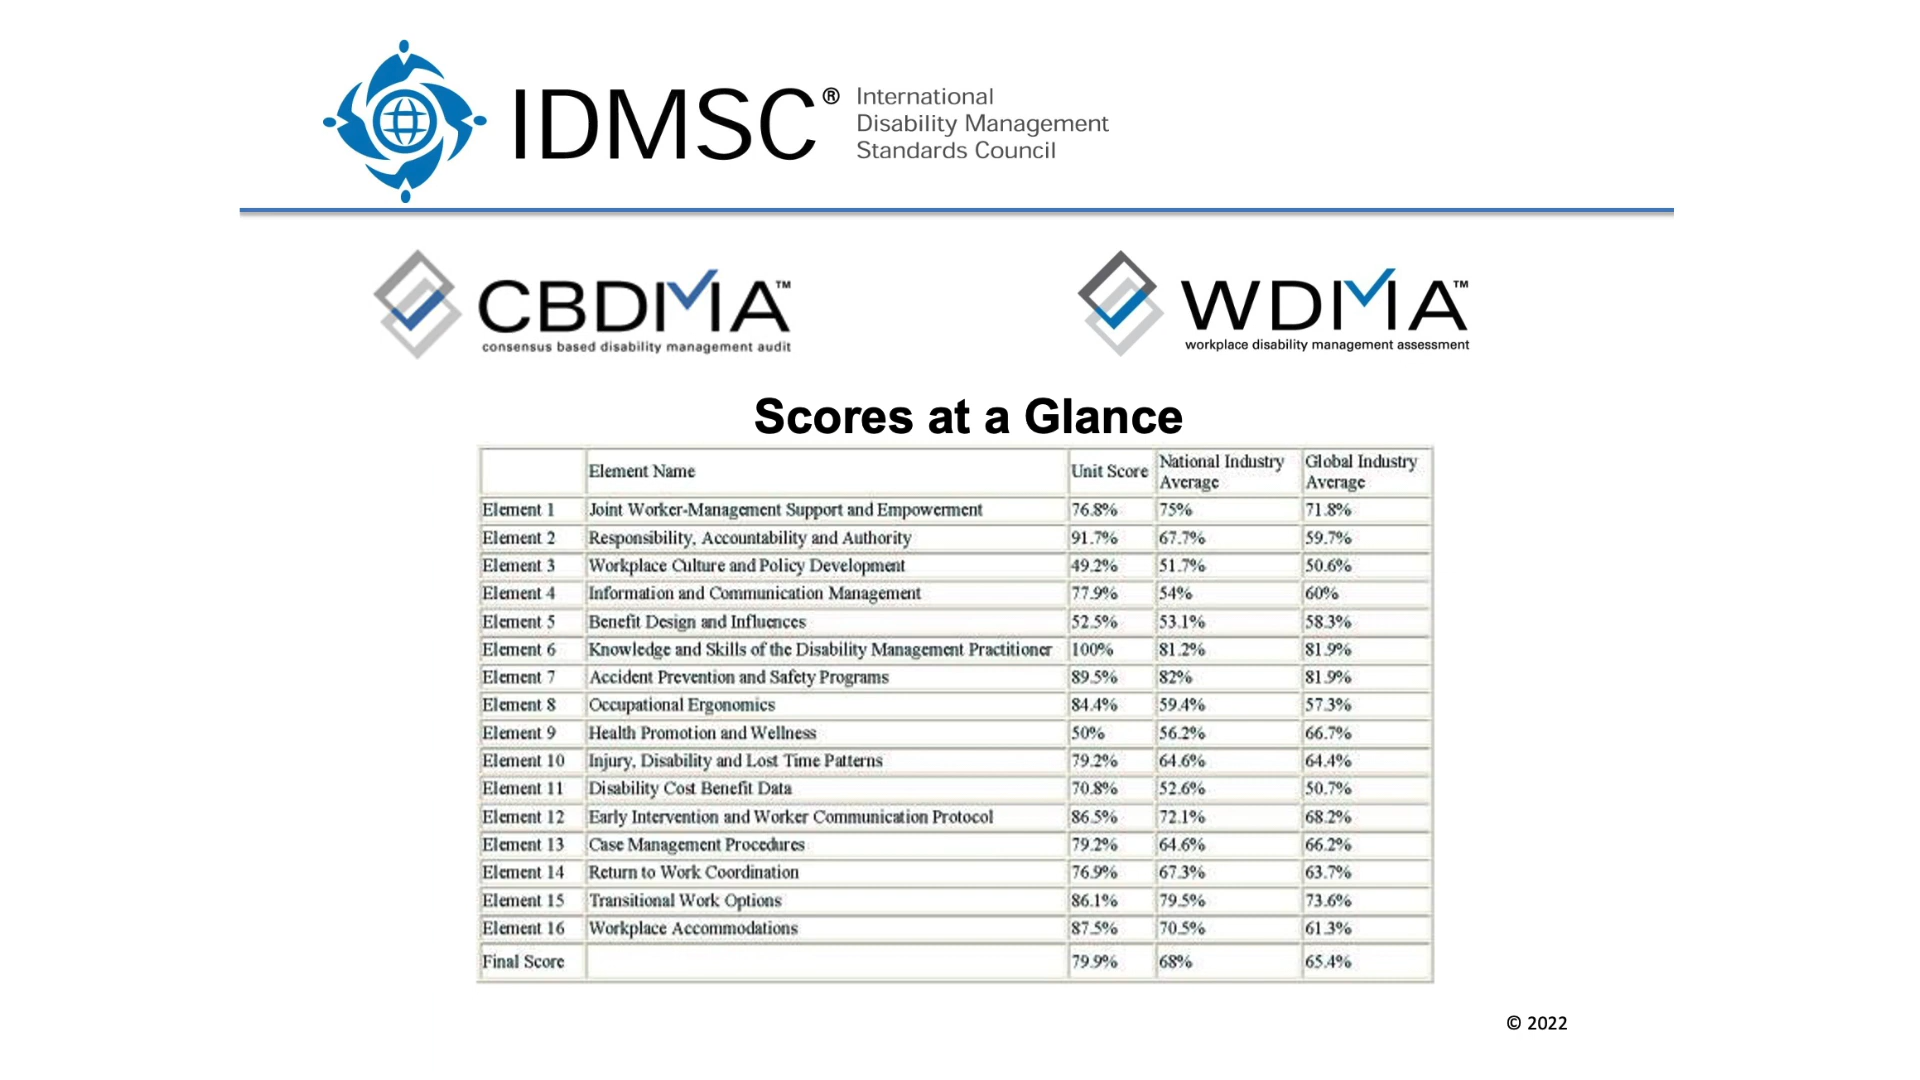 IDMSC® International
Disability Management
Standards Council
CBDMA™
consensus based disability management audit
WDMA™
workplace disability management assessment
Scores at a Glance
Element Name Unit Score National Industry Average Global Industry Average
Element 1 Joint Worker-Management Support and Empowerment 76.8% 75% 71.8%
Element 2 Responsibility, Accountability and Authority 91.7% 67.7% 59.7%
Element 3 Workplace Culture and Policy Development 49.2% 51.7% 50.6%
Element 4 Information and Communication Management 77.9% 54% 60%
Element 5 Benefit Design and Influences 52.5% 53.1% 58.3%
Element 6 Knowledge and Skills of the Disability Management Practitioner 100% 81.2% 81.9%
Element 7 Accident Prevention and Safety Programs 89.5% 82% 81.9%
Element 8 Occupational Ergonomics 84.4% 59.4% 57.3%
Element 9 Health Promotion and Wellness 50% 56.2% 66.7%
Element 10 Injury, Disability and Lost Time Patterns 79.2% 64.6% 64.4%
Element 11 Disability Cost Benefit Data 70.8% 52.6% 50.7%
Element 12 Early Intervention and Worker Communication Protocol 86.5% 72.1% 68.2%
Element 13 Case Management Procedures 79.2% 64.6% 66.2%
Element 14 Return to Work Coordination 76.9% 67.3% 63.7%
Element 15 Transitional Work Options 86.1% 79.5% 73.6%
Element 16 Workplace Accommodations 87.5% 70.5% 61.3%
Final Score 79.9% 68% 65.4%
© 2022